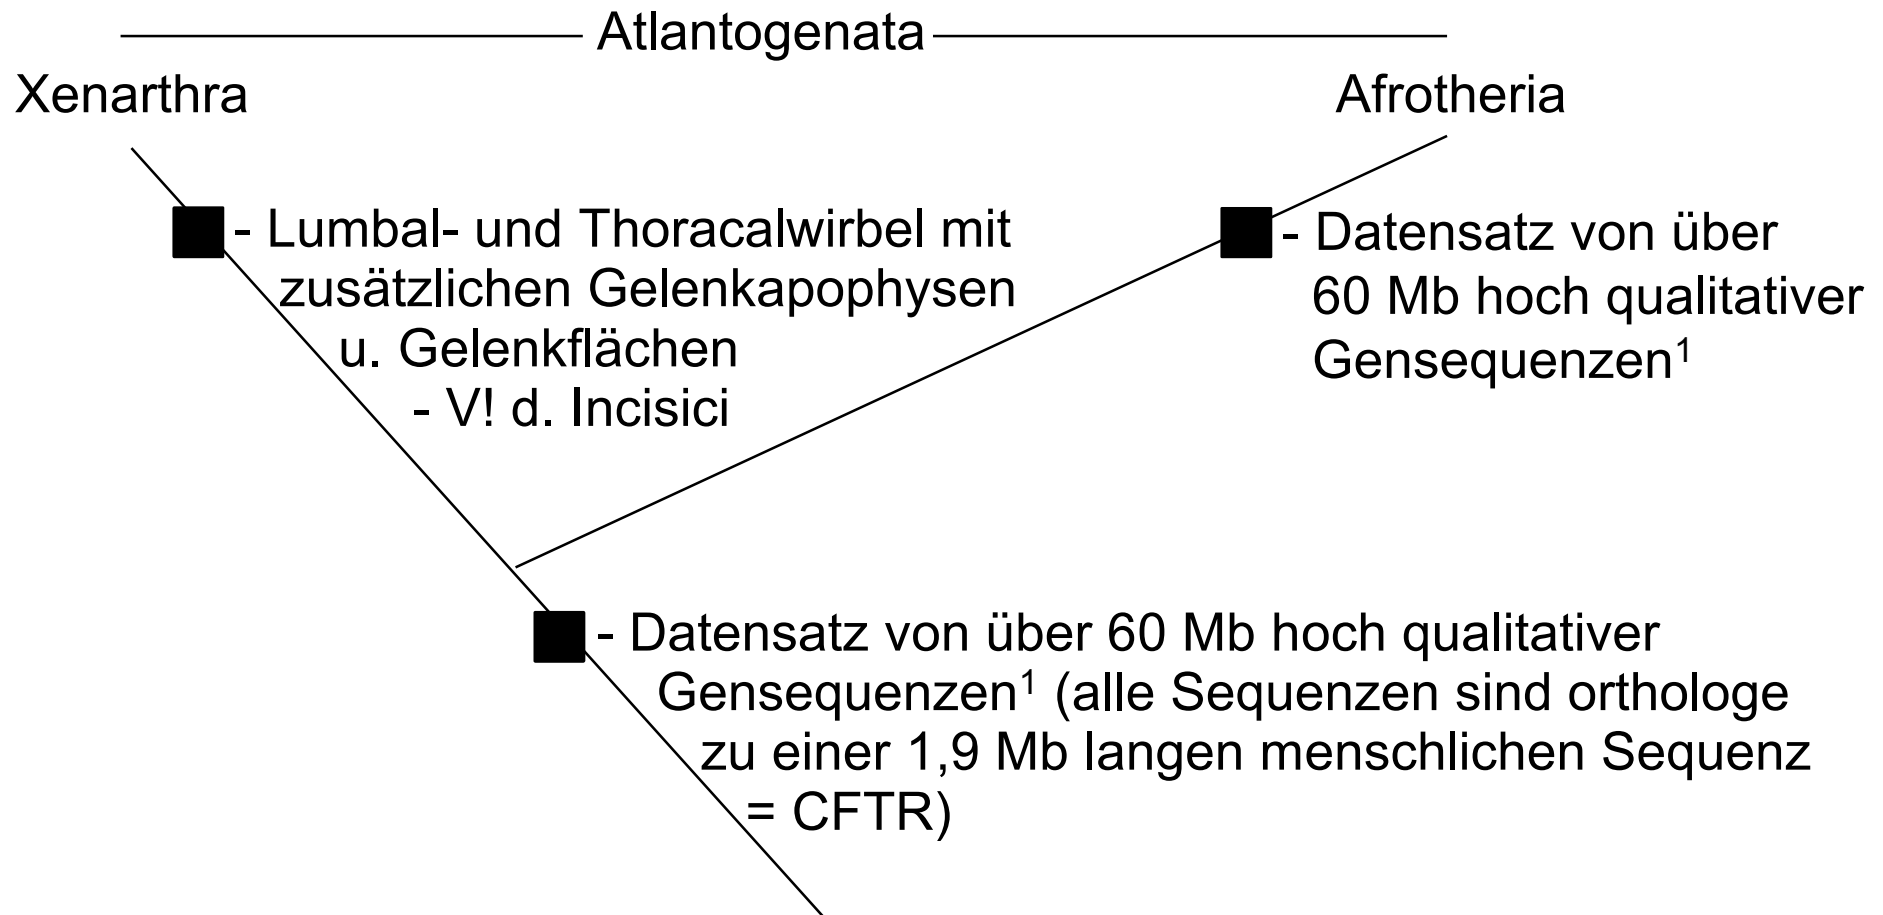 Atlantogenata
Xenarthra
Afrotheria
- Lumbal- und Thoracalwirbel mit
zusätzlichen Gelenkapophysen
u. Gelenkflächen
- V! d. Incisici
- Datensatz von über
60 Mb hoch qualitativer
Gensequenzen¹
- Datensatz von über 60 Mb hoch qualitativer
Gensequenzen¹ (alle Sequenzen sind orthologe
zu einer 1,9 Mb langen menschlichen Sequenz
= CFTR)